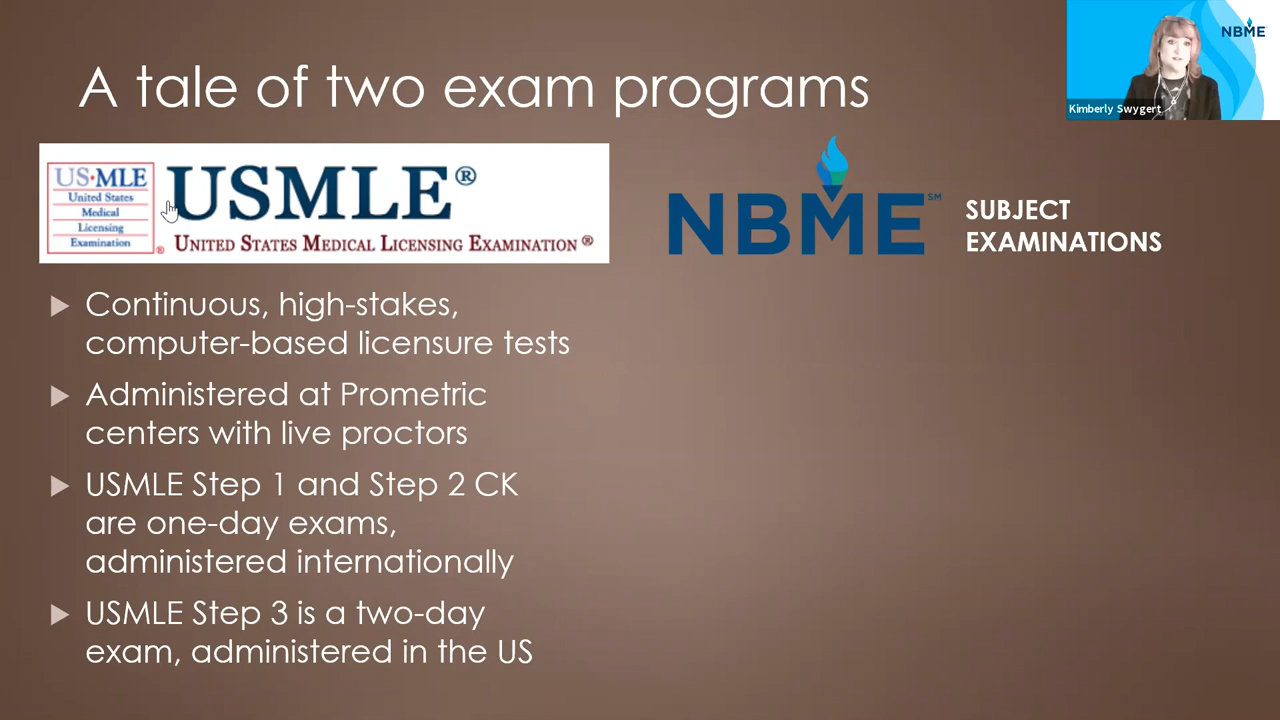 A tale of two exam programs
NBME
Kimberly Swygert
US·MLE
United States
Medical
Licensing
Examination
®
USMLE®
UNITED STATES MEDICAL LICENSING EXAMINATION®
NBME℠
SUBJECT
EXAMINATIONS
Continuous, high-stakes,
computer-based licensure tests
Administered at Prometric
centers with live proctors
USMLE Step 1 and Step 2 CK
are one-day exams,
administered internationally
USMLE Step 3 is a two-day
exam, administered in the US